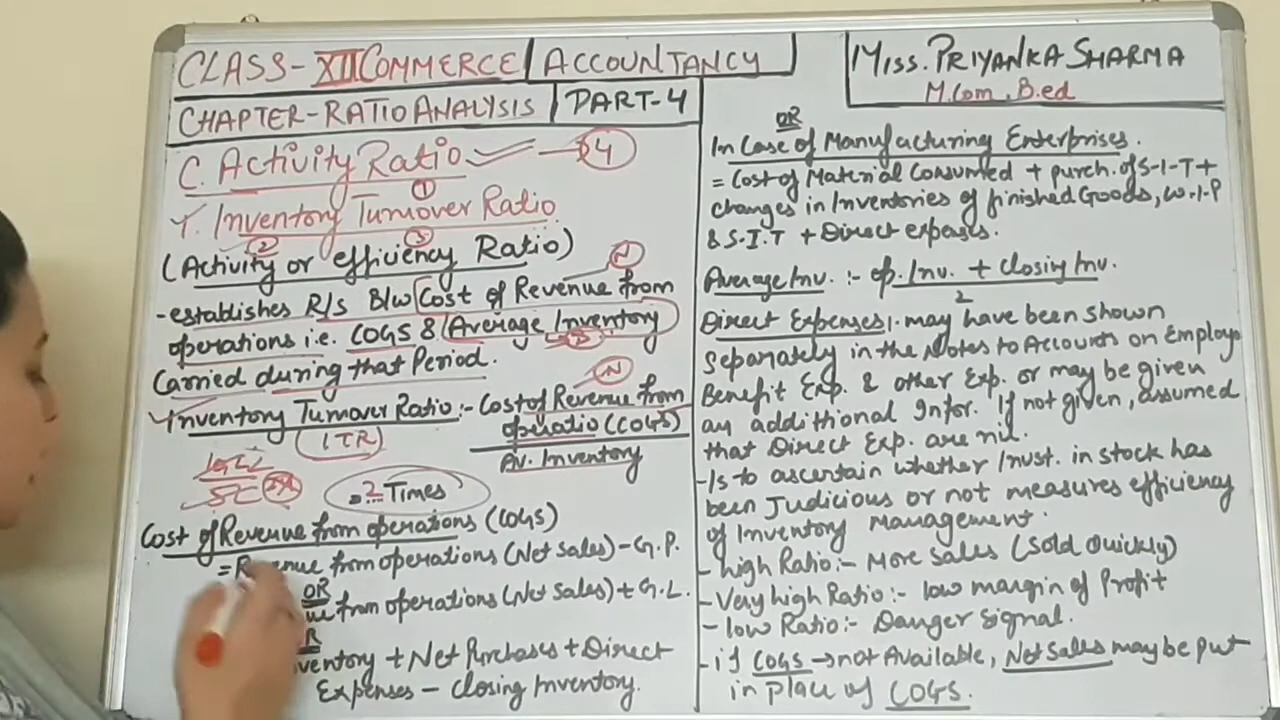 CLASS-XII COMMERCE | ACCOUNTANCY
CHAPTER-RATIO ANALYSIS | PART-4
C. Activity Ratio 4
1. Inventory Turnover Ratio
(Activity or efficiency Ratio)
-establishes R/s B/w Cost of Revenue from N
operations i.e. COGS & Average Inventory
Carried during that Period.
Inventory Turnover Ratio :- Cost of Revenue from
operatio (COGS)
Av. Inventory
ITR
N
= 2 Times
Cost of Revenue from operations (COGS)
= from operations (Net Sales) - G.P.
OR
from operations (Net Sales) + G.L.
+ Net Purchases + Direct
Expenses - Closing Inventory.
MISS. PRIYANKA SHARMA
M.Com, B.ed
OR
In Case of Manufacturing Enterprises.
= Cost of Material Consumed + purch. of S-I-T +
changes in Inventories of finished Goods, W.I.P
& S.I.T + Direct expenses.
Average Inv. :- op. Inv. + Closing Inv.
2
Direct Expenses :- may have been shown
Separately in the Notes to Accounts on Employe
Benefit Exp. & other Exp. or may be given
an additional Infor. If not given, assumed
that Direct Exp. are nil.
- Is to ascertain whether Invst. in stock has
been Judicious or not measures efficiency
of Inventory Management.
- high Ratio:- More Sales (Sold Quickly)
- Very high Ratio :- low margin of Profit
- low Ratio :- Danger Signal.
- if COGS → not Available, Net Sales may be put
in place of COGS.